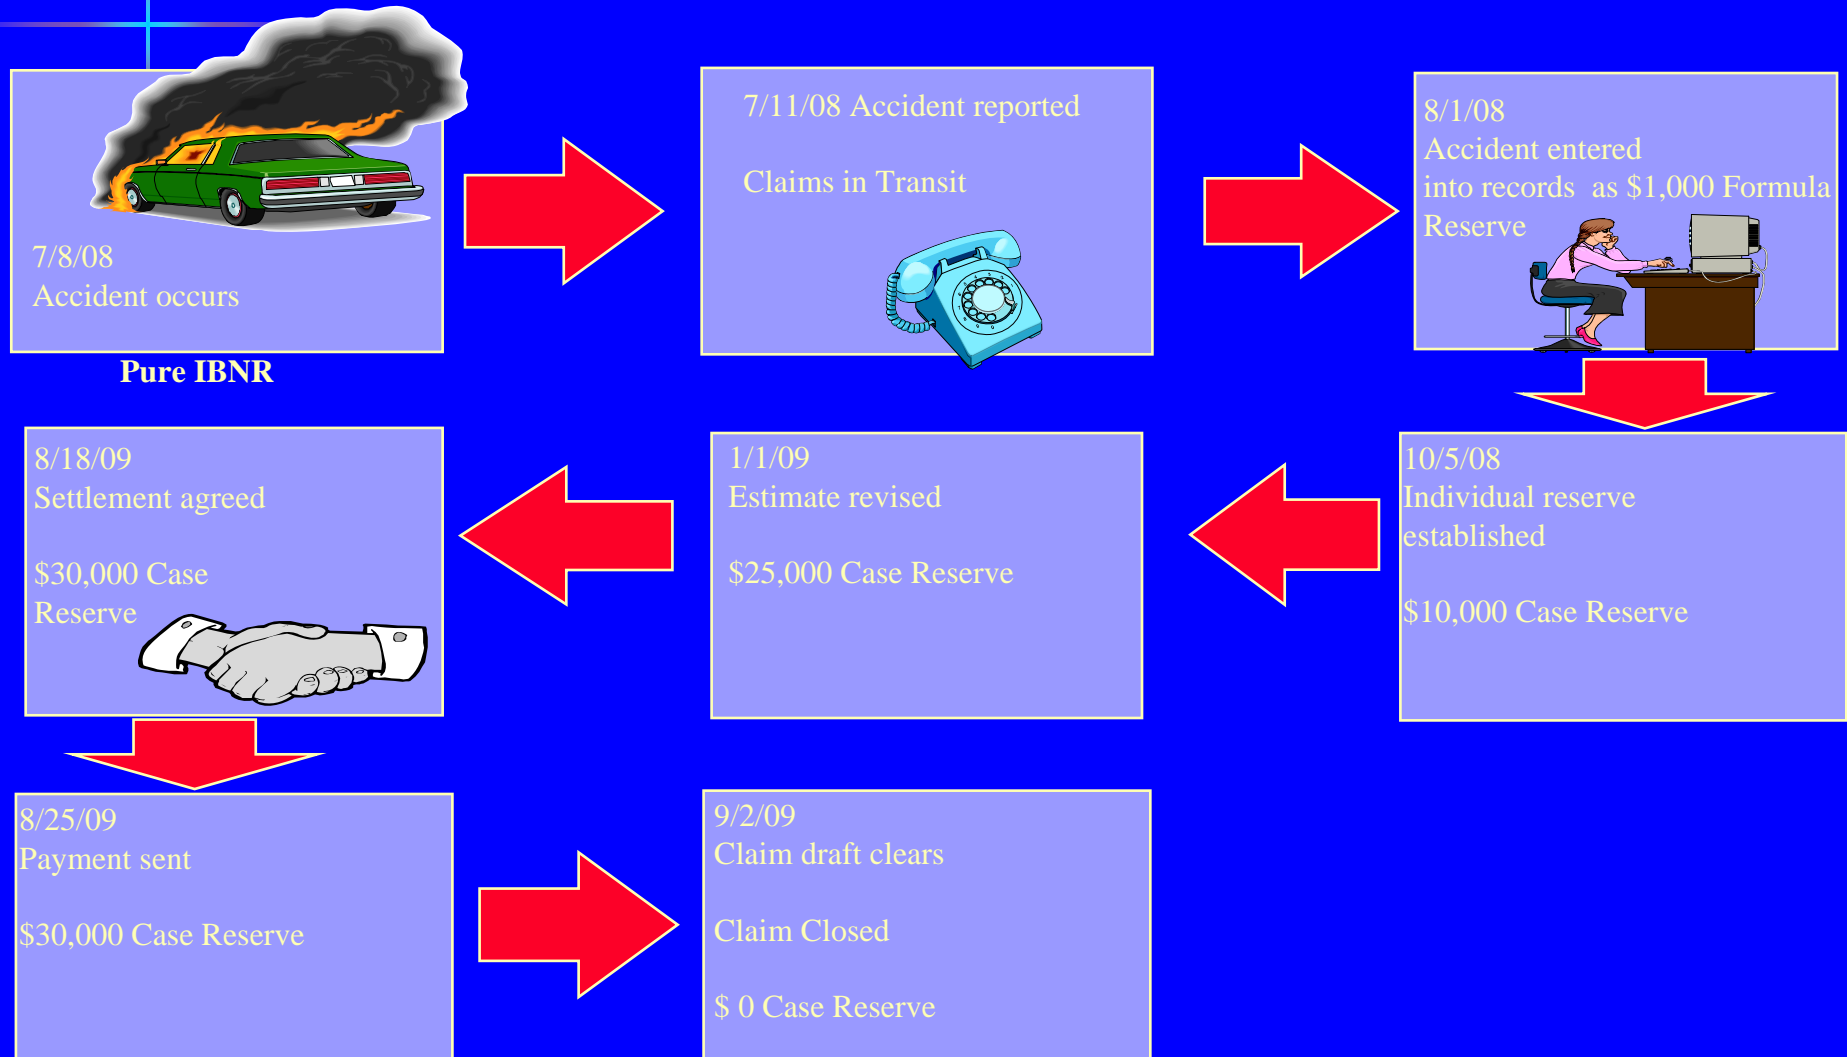 7/8/08
Accident occurs
Pure IBNR
7/11/08 Accident reported
Claims in Transit
8/1/08
Accident entered
into records as $1,000 Formula
Reserve
10/5/08
Individual reserve
established
$10,000 Case Reserve
1/1/09
Estimate revised
$25,000 Case Reserve
8/18/09
Settlement agreed
$30,000 Case
Reserve
8/25/09
Payment sent
$30,000 Case Reserve
9/2/09
Claim draft clears
Claim Closed
$ 0 Case Reserve